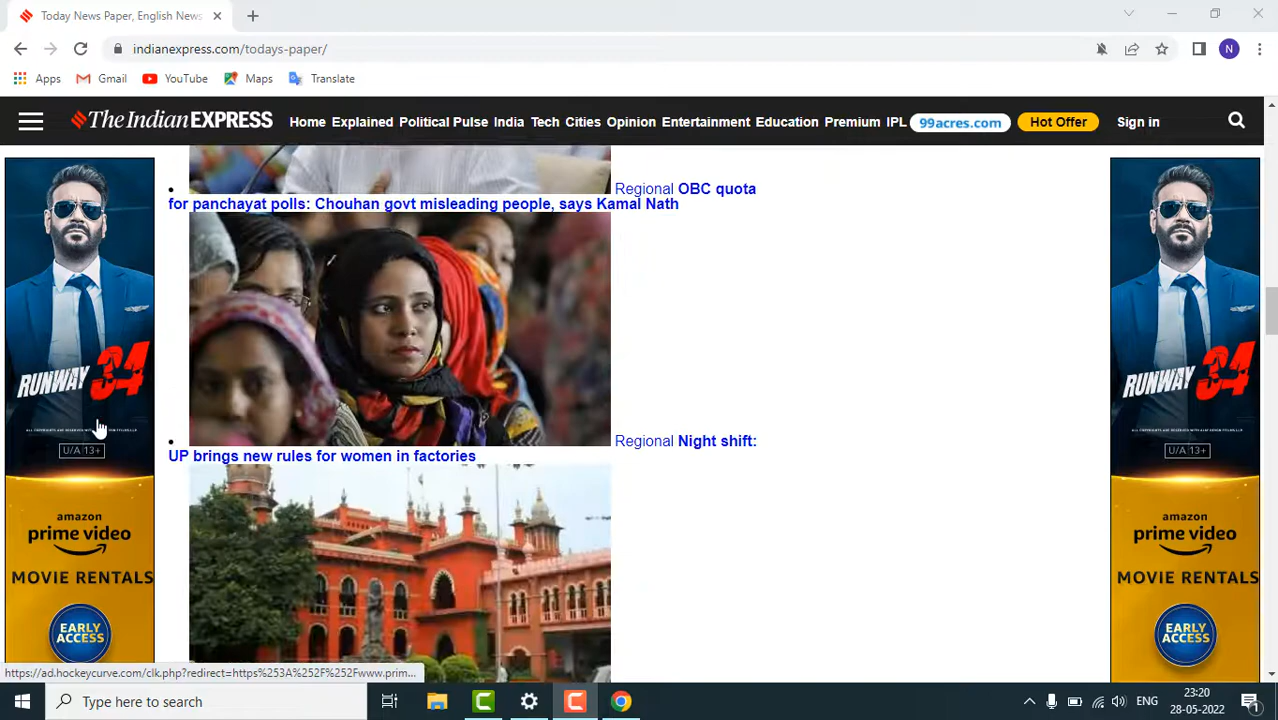 Today News Paper, English News
indianexpress.com/todays-paper/
N
Apps Gmail YouTube Maps Translate
The Indian EXPRESS Home Explained Political Pulse India Tech Cities Opinion Entertainment Education Premium IPL 99acres.com Hot Offer Sign in
Regional OBC quota
for panchayat polls: Chouhan govt misleading people, says Kamal Nath
Regional Night shift:
UP brings new rules for women in factories
RUNWAY 34
U/A 13+
amazon
prime video
MOVIE RENTALS
EARLY
ACCESS
RUNWAY 34
U/A 13+
amazon
prime video
MOVIE RENTALS
EARLY
ACCESS
https://ad.hockeycurve.com/clk.php?redirect=https%253A%252F%252Fwww.prim...
Type here to search
ENG
23:20
28-05-2022
1